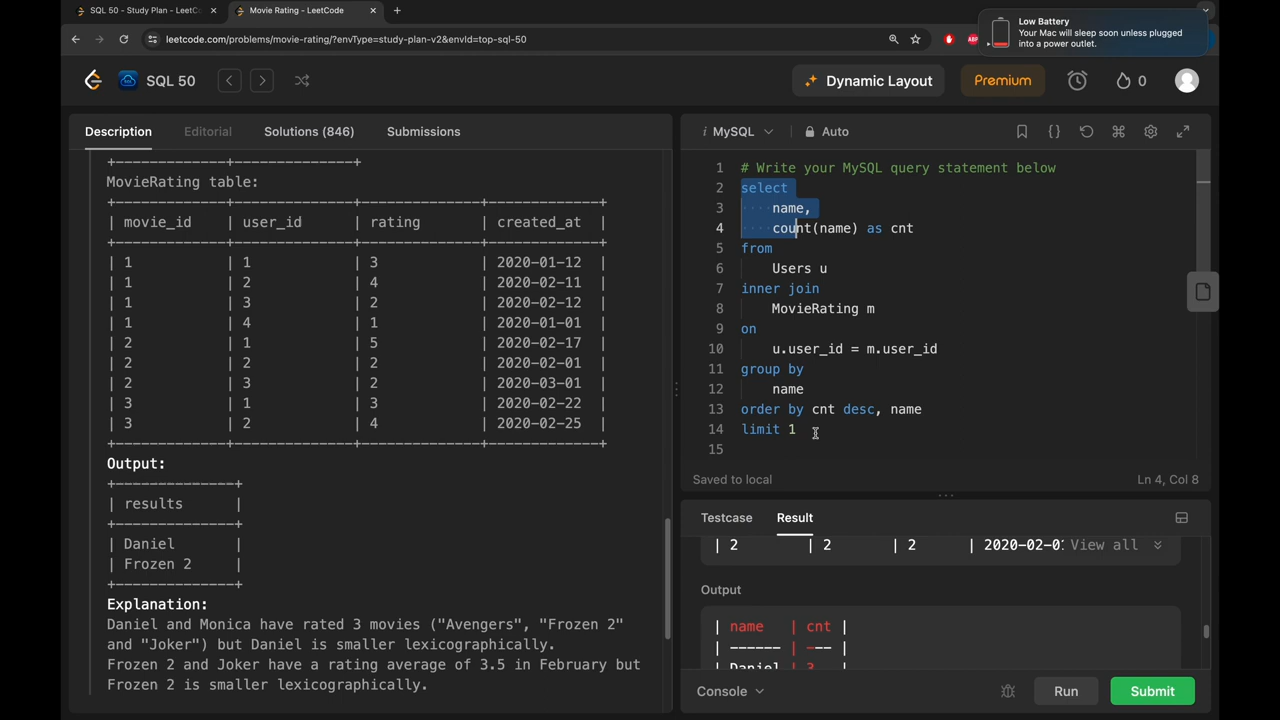 SQL 50 - Study Plan - LeetC
Movie Rating - LeetCode
Low Battery
Your Mac will sleep soon unless plugged
into a power outlet.
leetcode.com/problems/movie-rating/?envType=study-plan-v2&envId=top-sql-50
ABP
SQL 50
Dynamic Layout
Premium
0
Description
Editorial
Solutions (846)
Submissions
+-------------+--------------+
MovieRating table:
+-------------+--------------+--------------+-------------+
| movie_id | user_id | rating | created_at |
+-------------+--------------+--------------+-------------+
| 1 | 1 | 3 | 2020-01-12 |
| 1 | 2 | 4 | 2020-02-11 |
| 1 | 3 | 2 | 2020-02-12 |
| 1 | 4 | 1 | 2020-01-01 |
| 2 | 1 | 5 | 2020-02-17 |
| 2 | 2 | 2 | 2020-02-01 |
| 2 | 3 | 2 | 2020-03-01 |
| 3 | 1 | 3 | 2020-02-22 |
| 3 | 2 | 4 | 2020-02-25 |
+-------------+--------------+--------------+-------------+
Output:
+--------------+
| results |
+--------------+
| Daniel |
| Frozen 2 |
+--------------+
Explanation:
Daniel and Monica have rated 3 movies ("Avengers", "Frozen 2"
and "Joker") but Daniel is smaller lexicographically.
Frozen 2 and Joker have a rating average of 3.5 in February but
Frozen 2 is smaller lexicographically.
i MySQL
Auto
1 # Write your MySQL query statement below
2 select
3 name,
4 count(name) as cnt
5 from
6 Users u
7 inner join
8 MovieRating m
9 on
10 u.user_id = m.user_id
11 group by
12 name
13 order by cnt desc, name
14 limit 1
15
Saved to local
Ln 4, Col 8
Testcase
Result
| 2 | 2 | 2 | 2020-02-0 View all
Output
| name | cnt |
| ------ | --- |
| Daniel | 3 |
Console
Run
Submit